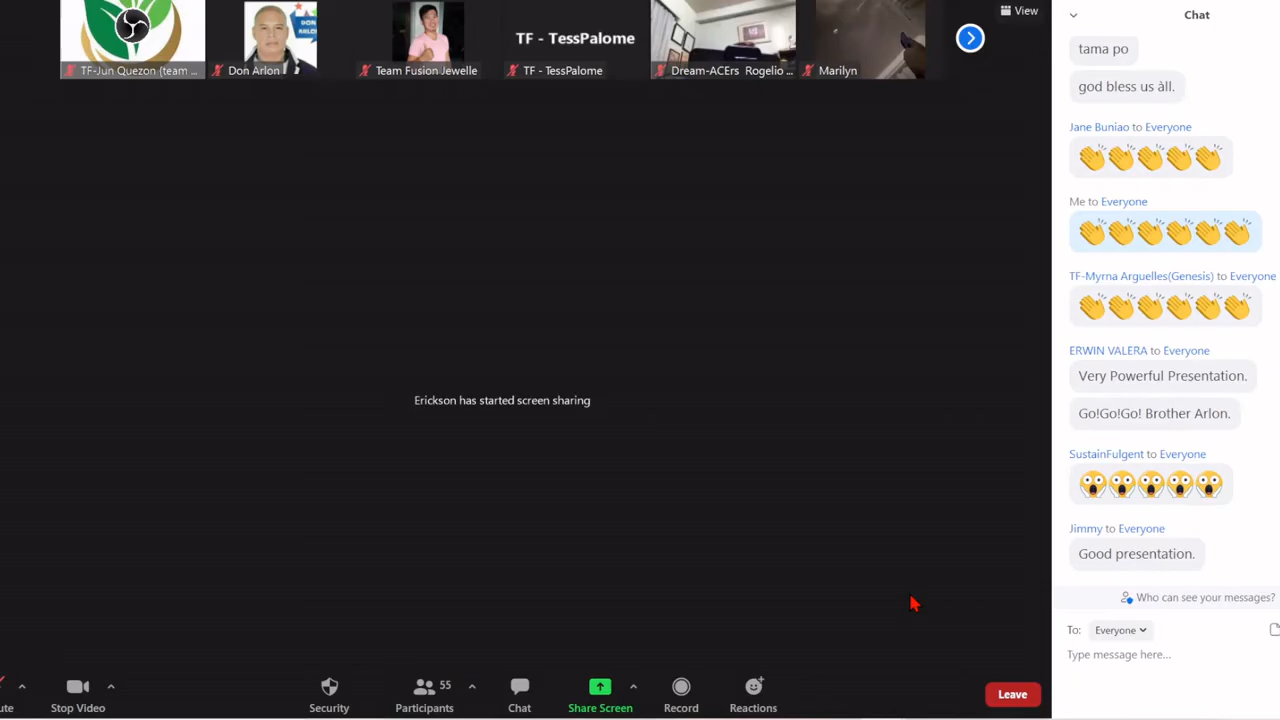 View
TF-Jun Quezon (team ...
Don Arlon
Team Fusion Jewelle
TF - TessPalome
TF - TessPalome
Dream-ACErs Rogelio ...
Marilyn
Erickson has started screen sharing
ute
Stop Video
Security
55
Participants
Chat
Share Screen
Record
Reactions
Leave
Chat
tama po
god bless us àll.
Jane Buniao to Everyone
👏👏👏👏👏
Me to Everyone
👏👏👏👏👏👏
TF-Myrna Arguelles(Genesis) to Everyone
👏👏👏👏👏👏
ERWIN VALERA to Everyone
Very Powerful Presentation.
Go!Go!Go! Brother Arlon.
SustainFulgent to Everyone
😱😱😱😱😱
Jimmy to Everyone
Good presentation.
Who can see your messages?
To: Everyone
Type message here...